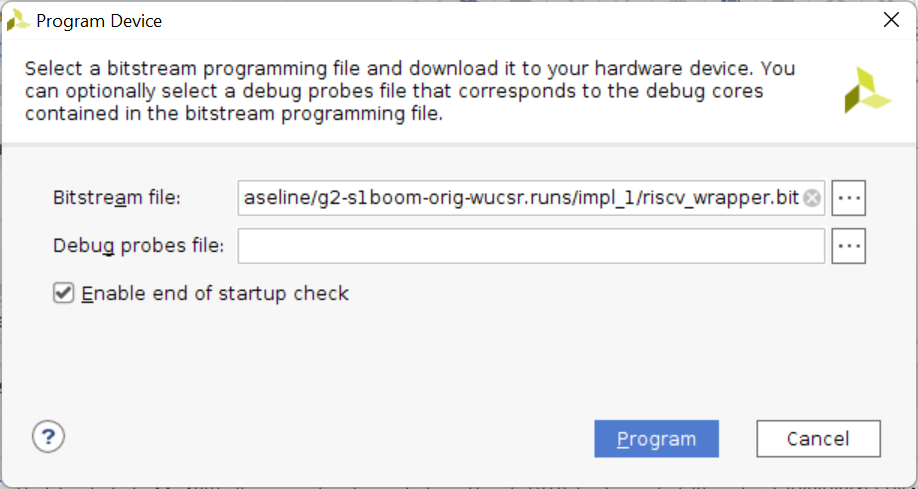 Program Device
Select a bitstream programming file and download it to your hardware device. You
can optionally select a debug probes file that corresponds to the debug cores
contained in the bitstream programming file.
Bitstream file: aseline/g2-s1boom-orig-wucsr.runs/impl_1/riscv_wrapper.bit ...
Debug probes file: ...
Enable end of startup check
? Program Cancel